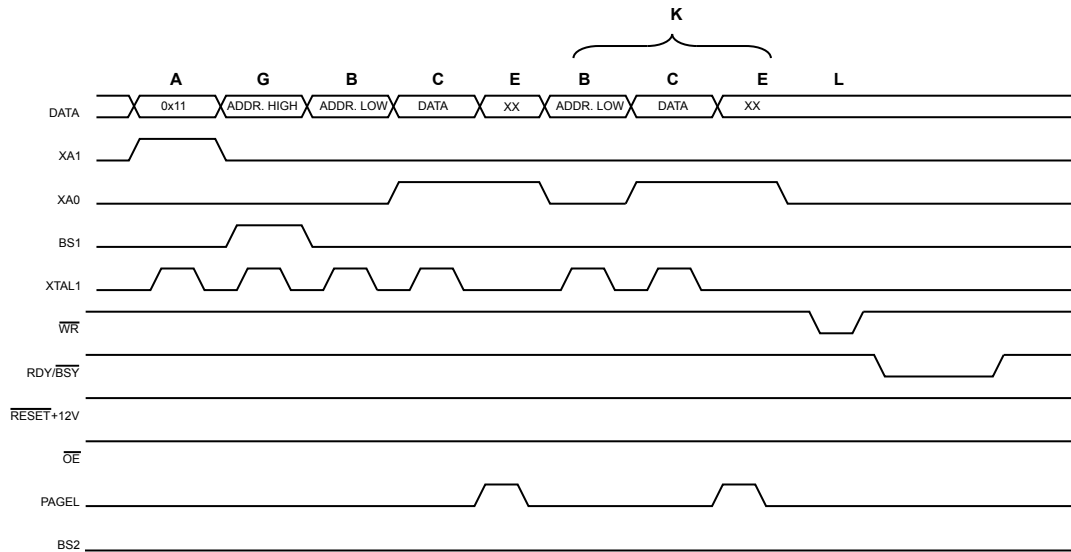 K
A G B C E B C E L
DATA 0x11 ADDR. HIGH ADDR. LOW DATA XX ADDR. LOW DATA XX
XA1
XA0
BS1
XTAL1
WR
RDY/BSY
RESET+12V
OE
PAGEL
BS2